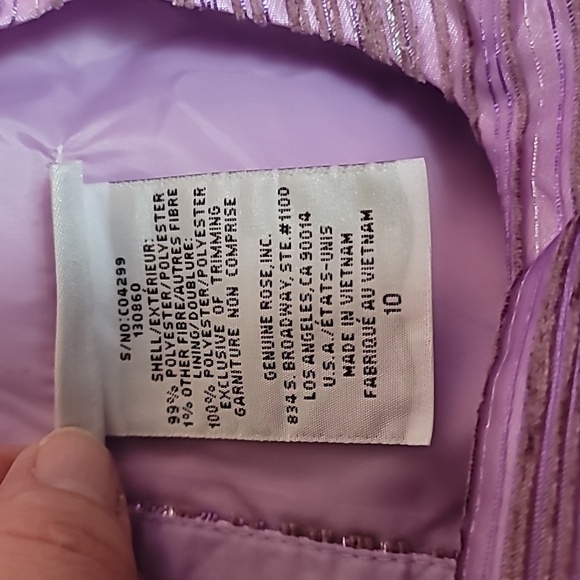 S/NO:C04299
130860
SHELL/EXTÉRIEUR:
99% POLYESTER/POLYESTER
1% OTHER FIBRE/AUTRES FIBRE
LINING/DOUBLURE:
100% POLYESTER/POLYESTER
EXCLUSIVE OF TRIMMING
GARNITURE NON COMPRISE
GENUINE ROSE,INC.
834 S. BROADWAY, STE.#1100
LOS ANGELES,CA 90014
U.S.A./ÉTATS-UNIS
MADE IN VIETNAM
FABRIQUÉ AU VIETNAM
10